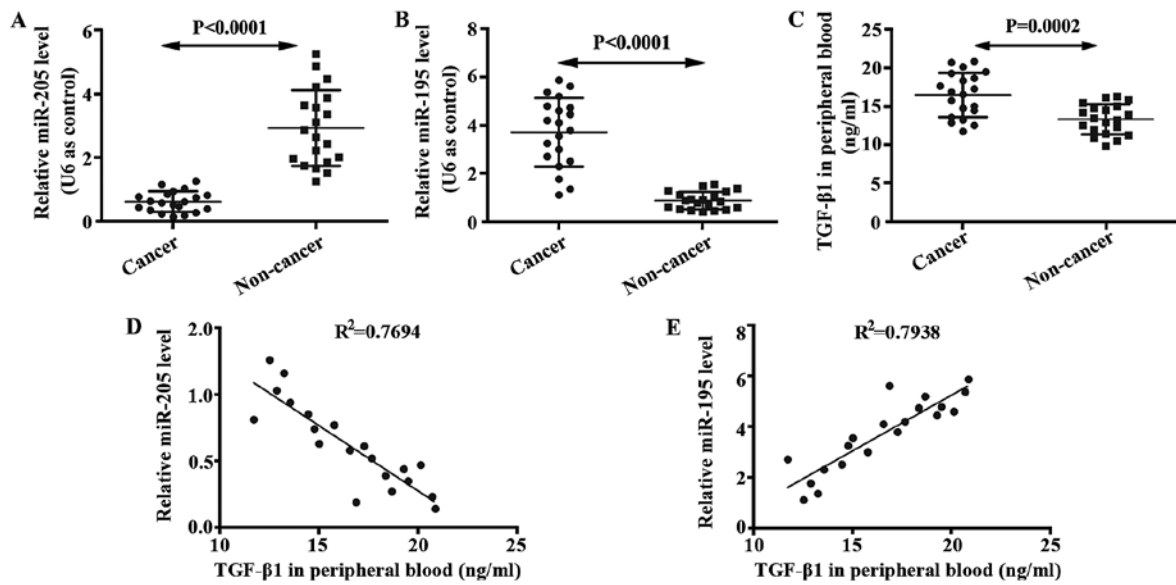 A
P<0.0001
Relative miR-205 level
(U6 as control)
6
4
2
0
Cancer
Non-cancer
B
P<0.0001
Relative miR-195 level
(U6 as control)
8
6
4
2
0
Cancer
Non-cancer
C
P=0.0002
TGF-β1 in peripheral blood
(ng/ml)
25
20
15
10
5
0
Cancer
Non-cancer
D
R²=0.7694
Relative miR-205 level
2.0
1.0
0.5
0.0
10
15
20
25
TGF-β1 in peripheral blood (ng/ml)
E
R²=0.7938
Relative miR-195 level
8
6
4
2
0
10
15
20
25
TGF-β1 in peripheral blood (ng/ml)